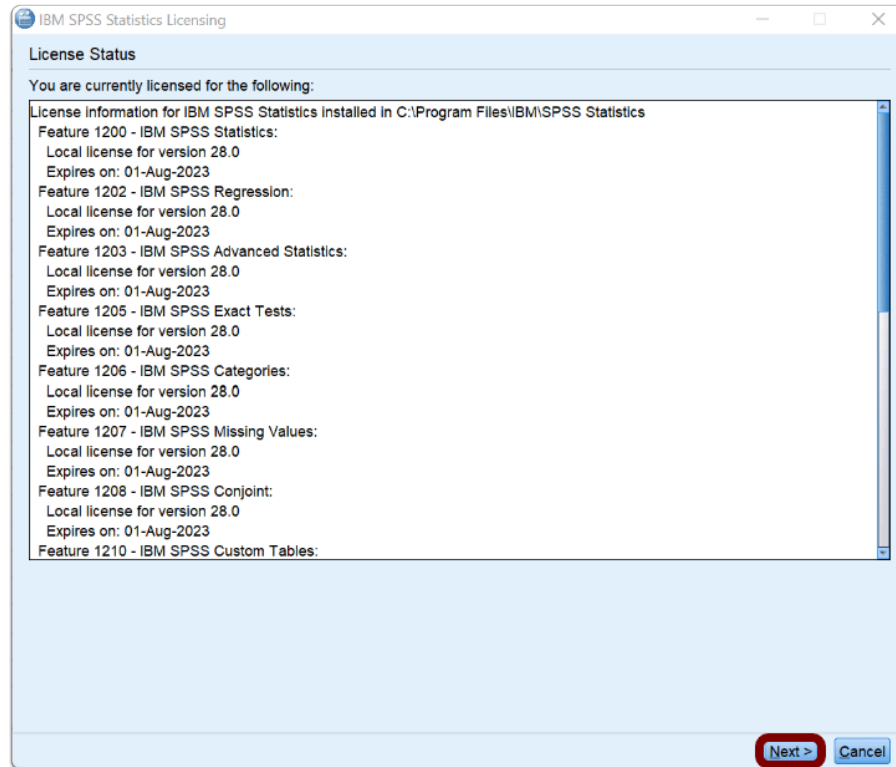 IBM SPSS Statistics Licensing
License Status
You are currently licensed for the following:
License information for IBM SPSS Statistics installed in C:\Program Files\IBM\SPSS Statistics
Feature 1200 - IBM SPSS Statistics:
Local license for version 28.0
Expires on: 01-Aug-2023
Feature 1202 - IBM SPSS Regression:
Local license for version 28.0
Expires on: 01-Aug-2023
Feature 1203 - IBM SPSS Advanced Statistics:
Local license for version 28.0
Expires on: 01-Aug-2023
Feature 1205 - IBM SPSS Exact Tests:
Local license for version 28.0
Expires on: 01-Aug-2023
Feature 1206 - IBM SPSS Categories:
Local license for version 28.0
Expires on: 01-Aug-2023
Feature 1207 - IBM SPSS Missing Values:
Local license for version 28.0
Expires on: 01-Aug-2023
Feature 1208 - IBM SPSS Conjoint:
Local license for version 28.0
Expires on: 01-Aug-2023
Feature 1210 - IBM SPSS Custom Tables:
Next > Cancel